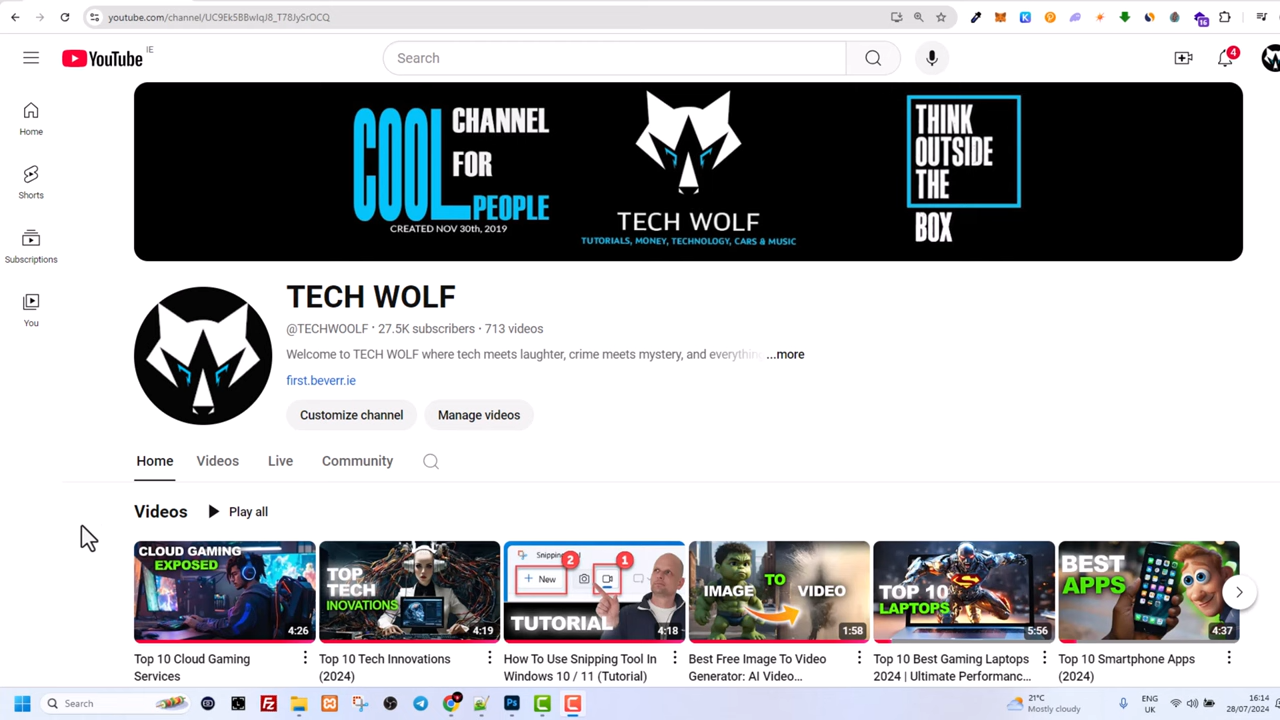 youtube.com/channel/UC9Ek5BBwIqJ8_T78JySrOCQ
16
YouTube IE
Search
4
Home
Shorts
Subscriptions
You
COOL CHANNEL FOR PEOPLE
CREATED NOV 30th, 2019
TECH WOLF
TUTORIALS, MONEY, TECHNOLOGY, CARS & MUSIC
THINK
OUTSIDE
THE
BOX
TECH WOLF
@TECHWOOLF · 27.5K subscribers · 713 videos
Welcome to TECH WOLF where tech meets laughter, crime meets mystery, and everything ...more
first.beverr.ie
Customize channel Manage videos
Home Videos Live Community
Videos Play all
CLOUD GAMING
EXPOSED
4:26
TOP
TECH
INOVATIONS
4:19
Snipping
2 1
+ New
TUTORIAL
4:18
IMAGE TO VIDEO
1:58
TOP 10
LAPTOPS
5:56
BEST
APPS
4:37
Top 10 Cloud Gaming
Services
Top 10 Tech Innovations
(2024)
How To Use Snipping Tool In
Windows 10 / 11 (Tutorial)
Best Free Image To Video
Generator: AI Video...
Top 10 Best Gaming Laptops
2024 | Ultimate Performanc...
Top 10 Smartphone Apps
(2024)
Search
21°C
Mostly cloudy
ENG
UK
16:14
28/07/2024